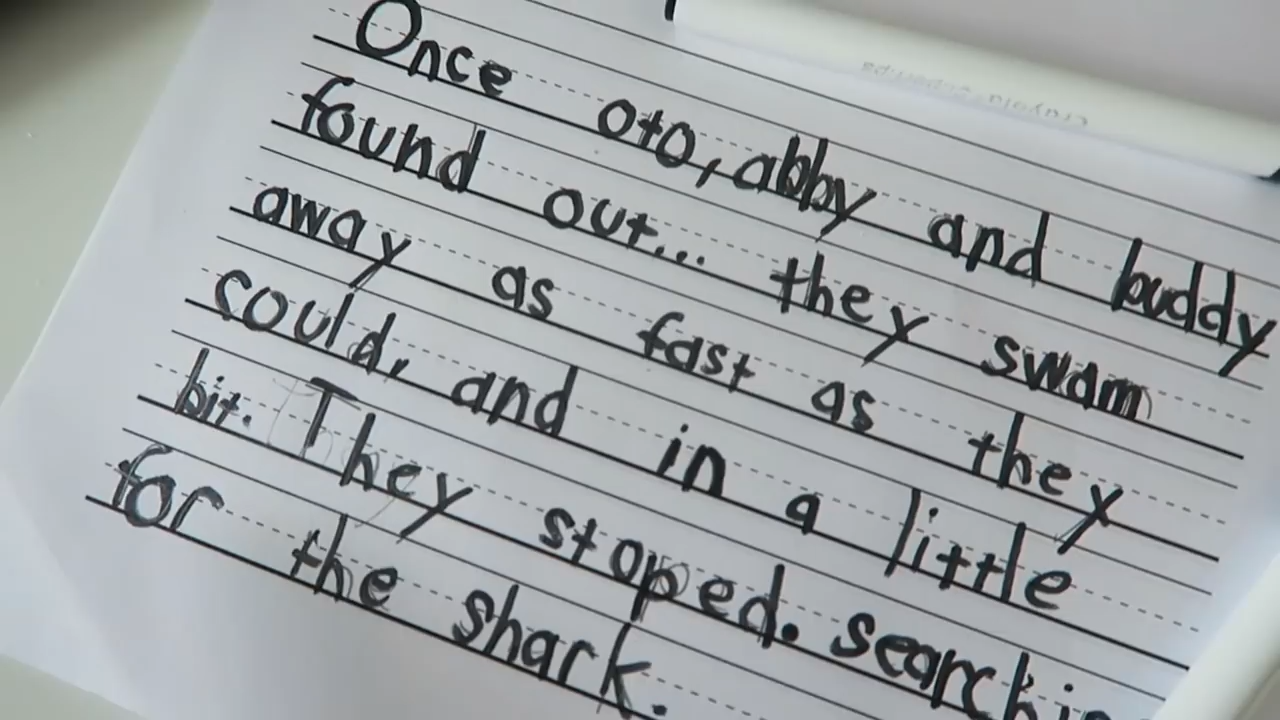 Once oto, abby and buddy
found out... they swam
away as fast as they
could, and in a little
bit. They stoped. searchi
for the shark.